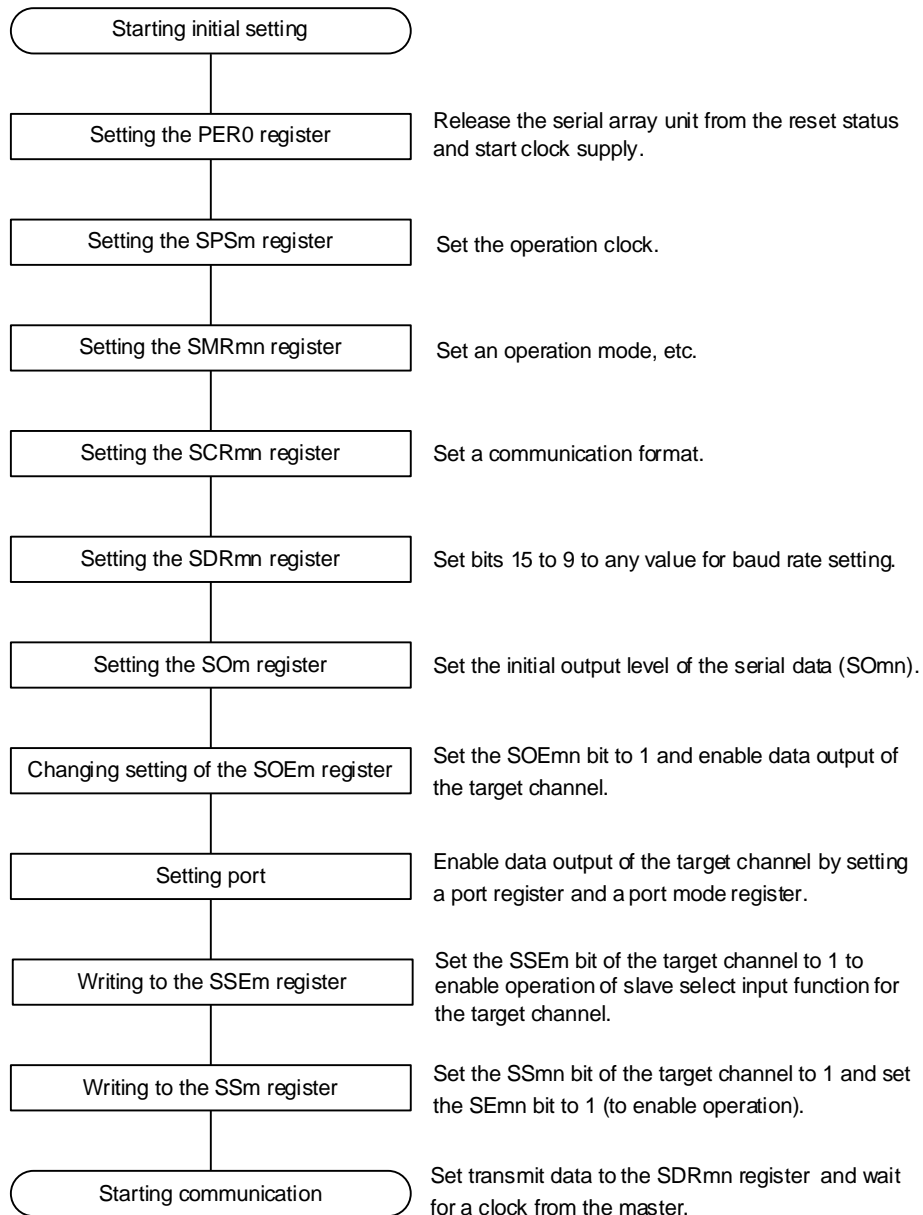 Starting initial setting
Setting the PER0 register
Release the serial array unit from the reset status
and start clock supply.
Setting the SPSm register
Set the operation clock.
Setting the SMRmn register
Set an operation mode, etc.
Setting the SCRmn register
Set a communication format.
Setting the SDRmn register
Set bits 15 to 9 to any value for baud rate setting.
Setting the SOm register
Set the initial output level of the serial data (SOmn).
Changing setting of the SOEm register
Set the SOEmn bit to 1 and enable data output of
the target channel.
Setting port
Enable data output of the target channel by setting
a port register and a port mode register.
Writing to the SSEm register
Set the SSEm bit of the target channel to 1 to
enable operation of slave select input function for
the target channel.
Writing to the SSm register
Set the SSmn bit of the target channel to 1 and set
the SEmn bit to 1 (to enable operation).
Starting communication
Set transmit data to the SDRmn register and wait
for a clock from the master.